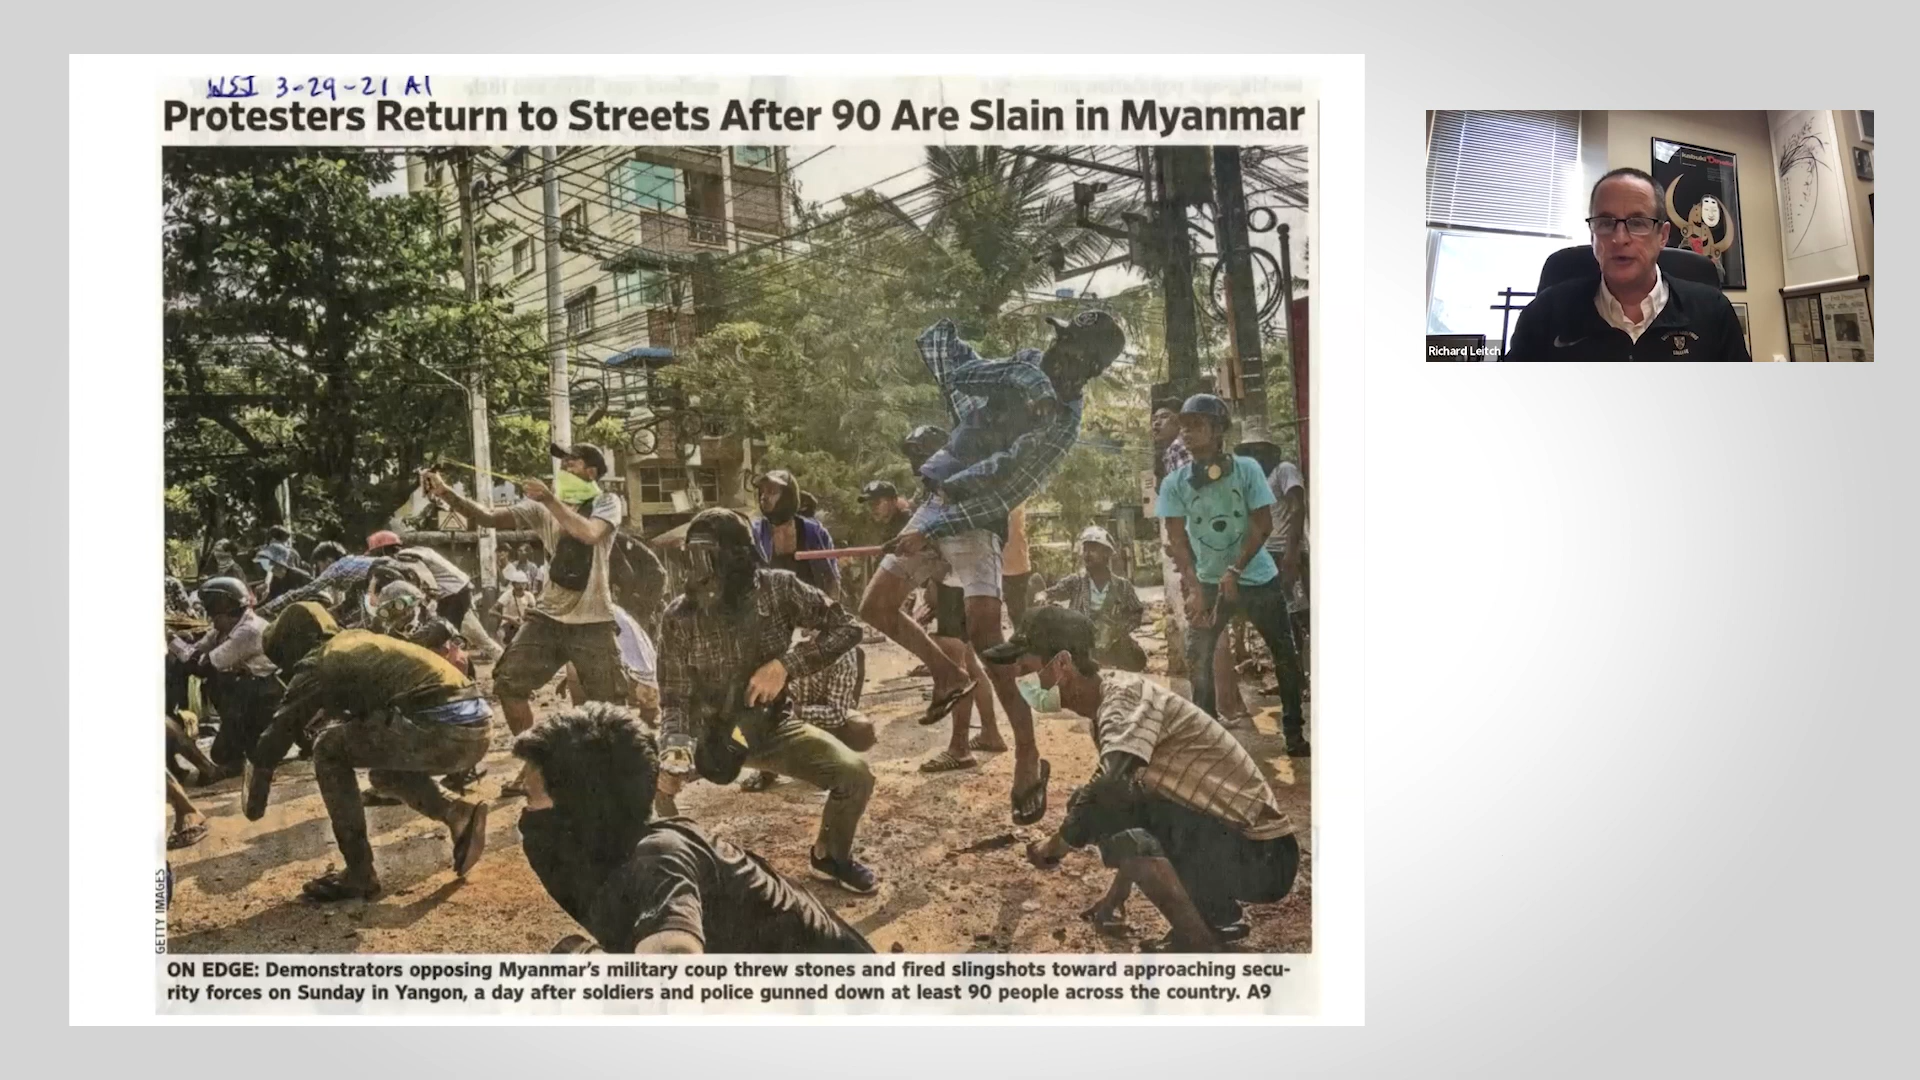 WSJ 3-29-21 A1
Protesters Return to Streets After 90 Are Slain in Myanmar
GETTY IMAGES
ON EDGE: Demonstrators opposing Myanmar's military coup threw stones and fired slingshots toward approaching secu-
rity forces on Sunday in Yangon, a day after soldiers and police gunned down at least 90 people across the country. A9
Richard Leitch